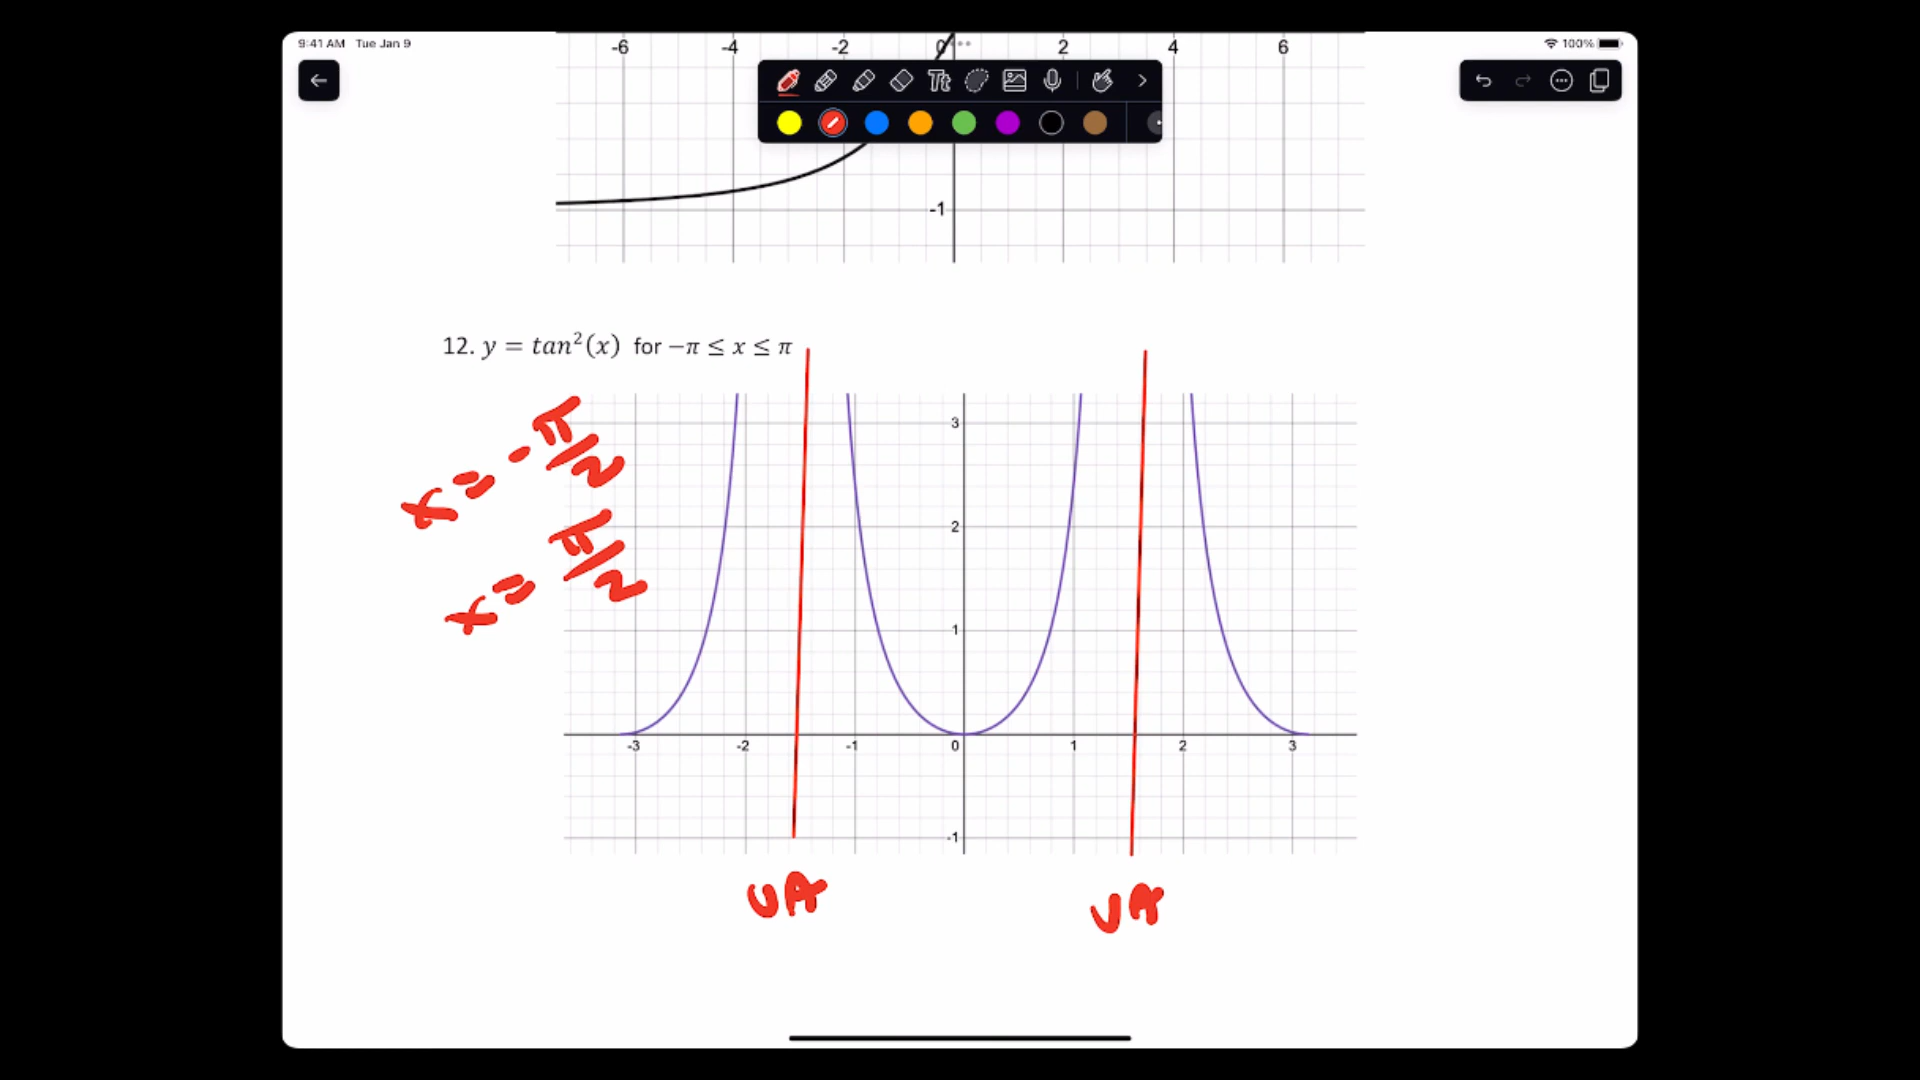 9:41 AM Tue Jan 9
100%
-6 -4 -2 0 2 4 6
Tt
-1
12. y = tan²(x) for −π ≤ x ≤ π
x = -π/2
x = π/2
3
2
1
-3 -2 -1 0 1 2 3
-1
VA VA